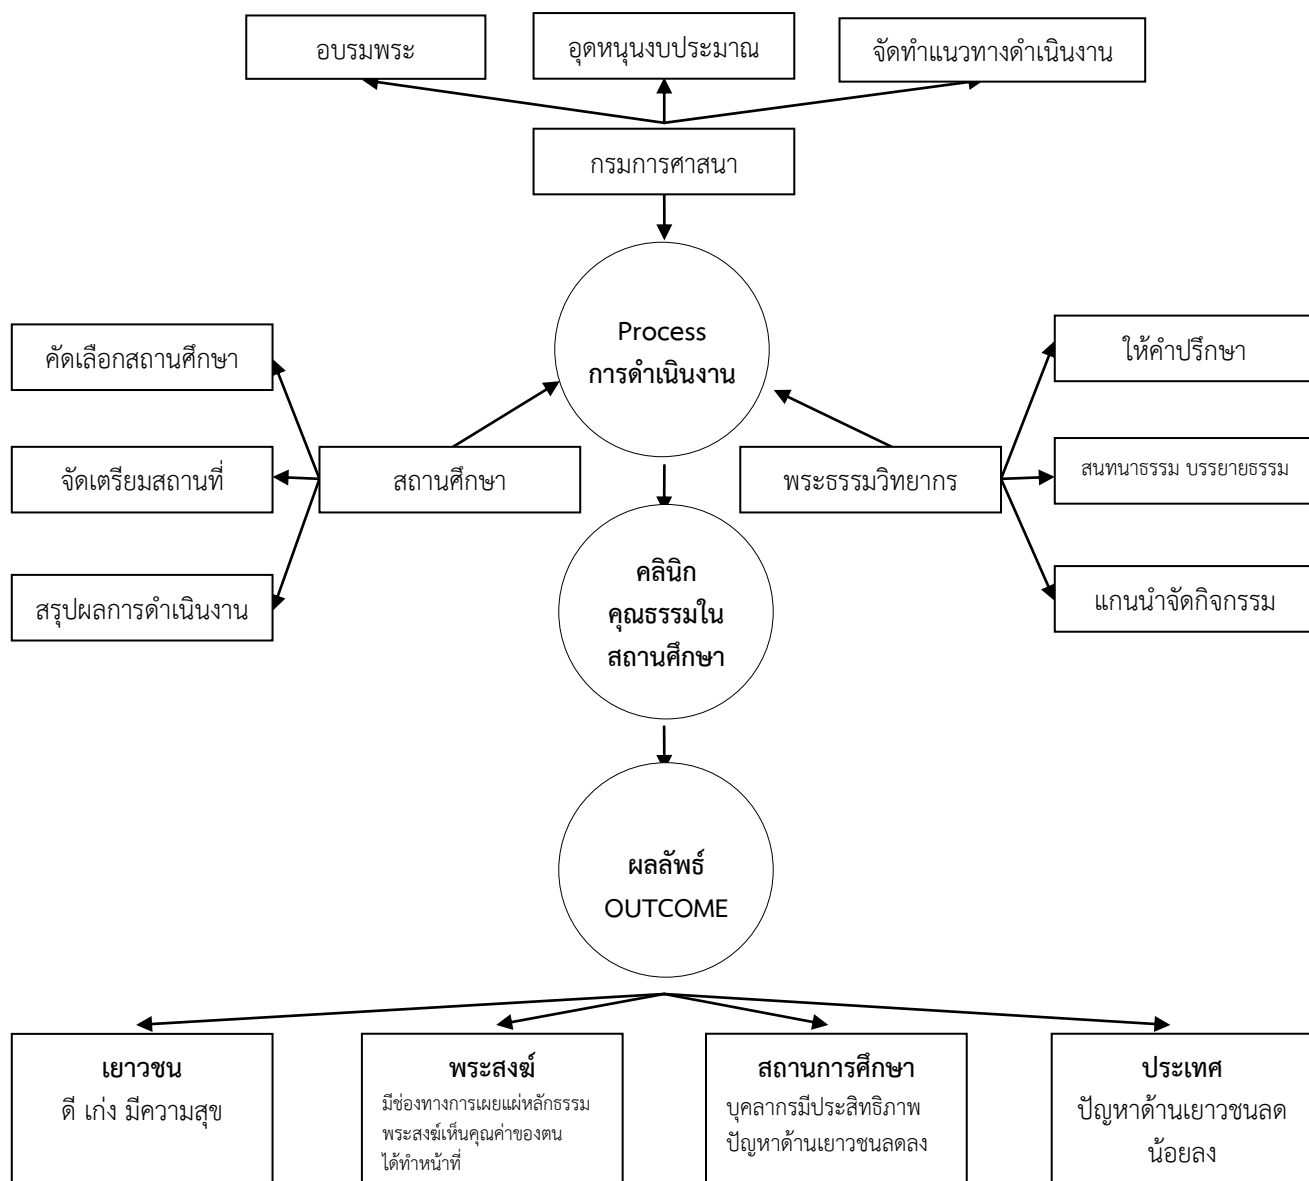 อบรมพระ
อุดหนุนงบประมาณ
จัดทำแนวทางดำเนินงาน
กรมการศาสนา
Process
การดำเนินงาน
คัดเลือกสถานศึกษา
จัดเตรียมสถานที่
สรุปผลการดำเนินงาน
สถานศึกษา
พระธรรมวิทยากร
ให้คำปรึกษา
สนทนาธรรม บรรยายธรรม
แกนนำจัดกิจกรรม
คลินิก
คุณธรรมใน
สถานศึกษา
ผลลัพธ์
OUTCOME
เยาวชน
ดี เก่ง มีความสุข
พระสงฆ์
มีช่องทางการเผยแผ่หลักธรรม
พระสงฆ์เห็นคุณค่าของตน
ได้ทำหน้าที่
สถานการศึกษา
บุคลากรมีประสิทธิภาพ
ปัญหาด้านเยาวชนลดลง
ประเทศ
ปัญหาด้านเยาวชนลด
น้อยลง